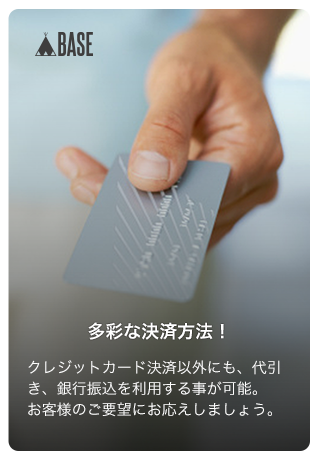 BASE
多彩な決済方法！
クレジットカード決済以外にも、代引
き、銀行振込を利用する事が可能。
お客様のご要望にお応えしましょう。